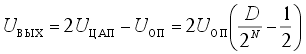 U_ВЫХ = 2U_ЦАП − U_ОП = 2U_ОП(D/2^N − 1/2)